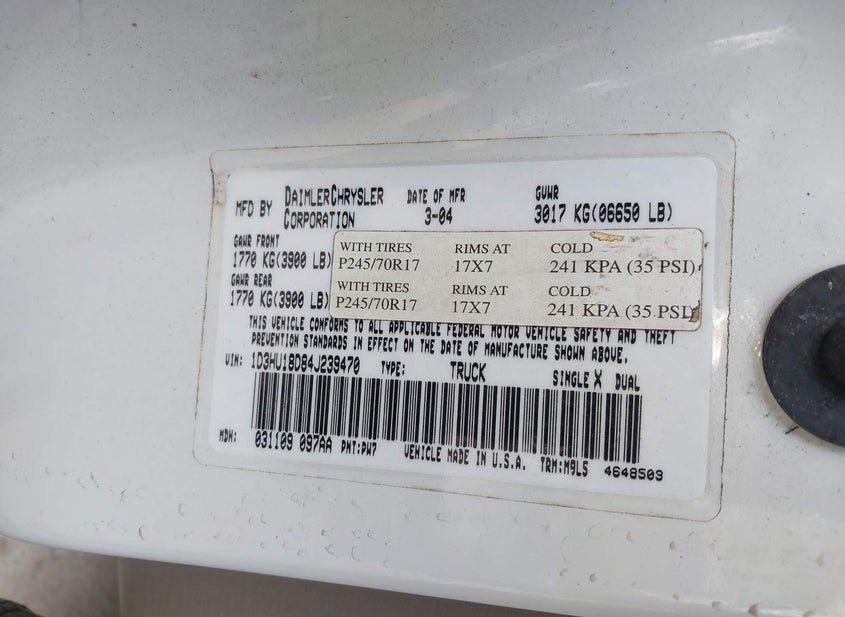 MFD BY DAIMLERCHRYSLER CORPORATION DATE OF MFR 3-04 GVWR 3017 KG(06650 LB)
GAWR FRONT
1770 KG(3900 LB)
WITH TIRES RIMS AT COLD
P245/70R17 17X7 241 KPA (35 PSI)
GAWR REAR
1770 KG(3900 LB)
WITH TIRES RIMS AT COLD
P245/70R17 17X7 241 KPA (35 PSI)
THIS VEHICLE CONFORMS TO ALL APPLICABLE FEDERAL MOTOR VEHICLE SAFETY AND THEFT
PREVENTION STANDARDS IN EFFECT ON THE DATE OF MANUFACTURE SHOWN ABOVE.
VIN: 1D3HU18D84J239470 TYPE: TRUCK SINGLE X DUAL
MDH: 031109 097AA PNT:PW7 VEHICLE MADE IN U.S.A. TRM:M9L5 4648503